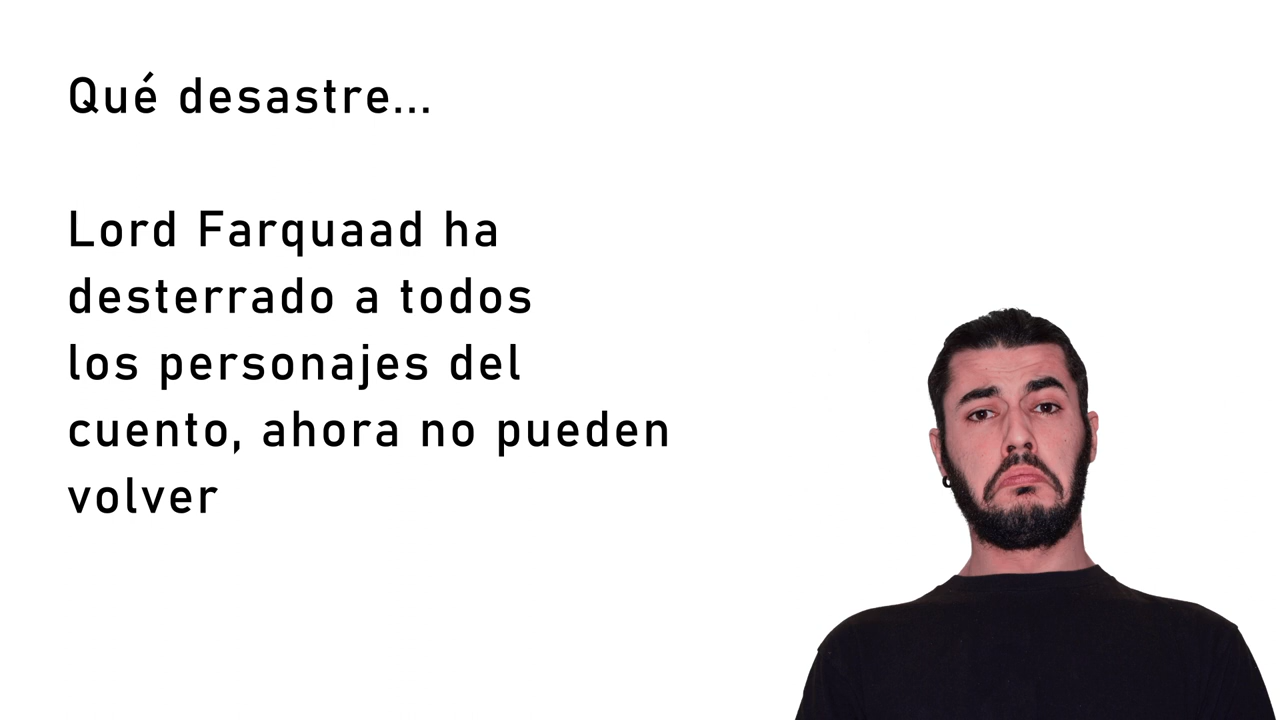 Qué desastre...
Lord Farquaad ha
desterrado a todos
los personajes del
cuento, ahora no pueden
volver